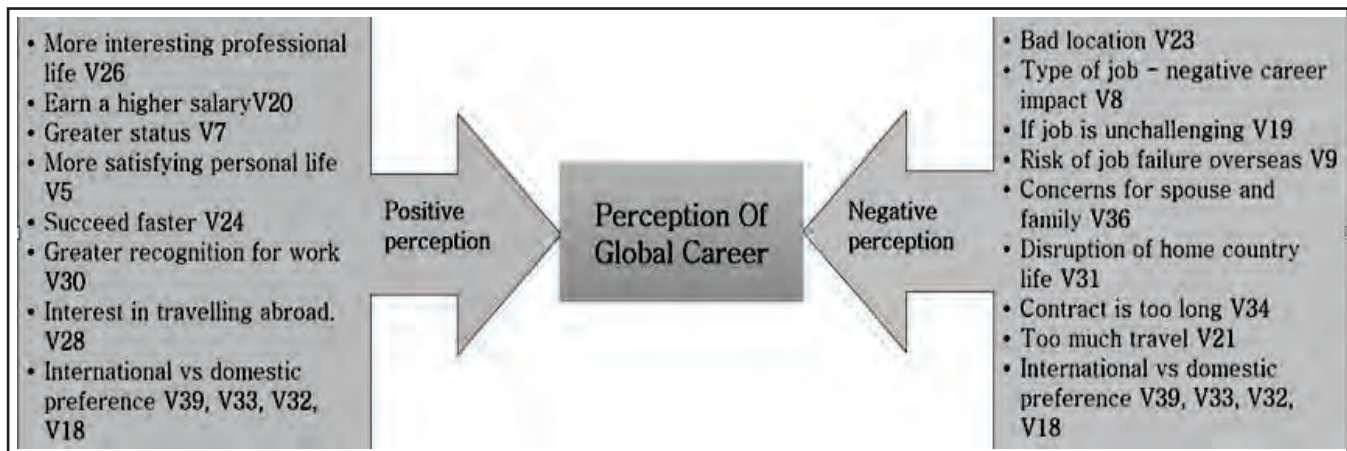 • More interesting professional
life V26
• Earn a higher salaryV20
• Greater status V7
• More satisfying personal life
V5
• Succeed faster V24
• Greater recognition for work
V30
• Interest in travelling abroad.
V28
• International vs domestic
preference V39, V33, V32,
V18
Positive
perception
Perception Of
Global Career
Negative
perception
• Bad location V23
• Type of job – negative career
impact V8
• If job is unchallenging V19
• Risk of job failure overseas V9
• Concerns for spouse and
family V36
• Disruption of home country
life V31
• Contract is too long V34
• Too much travel V21
• International vs domestic
preference V39, V33, V32,
V18